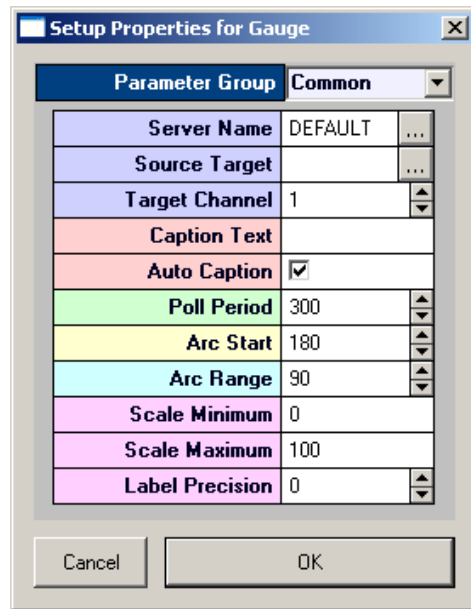 Setup Properties for Gauge
Parameter Group Common
Server Name DEFAULT ...
Source Target ...
Target Channel 1
Caption Text
Auto Caption
Poll Period 300
Arc Start 180
Arc Range 90
Scale Minimum 0
Scale Maximum 100
Label Precision 0
Cancel OK